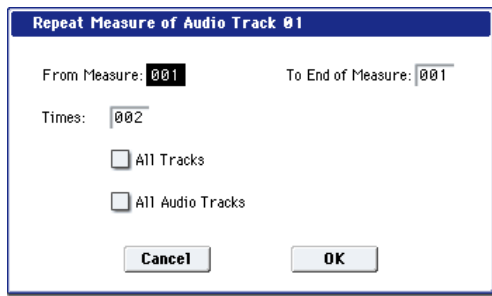 Repeat Measure of Audio Track 01
From Measure: 001 To End of Measure: 001
Times: 002
All Tracks
All Audio Tracks
Cancel OK